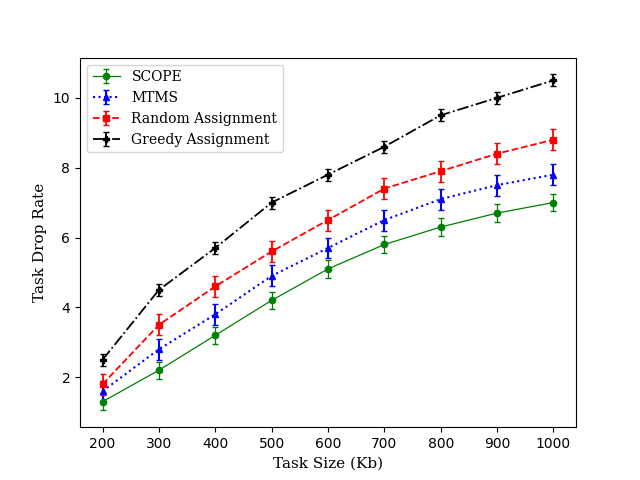 SCOPE
MTMS
Random Assignment
Greedy Assignment
Task Drop Rate
10
8
6
4
2
200 300 400 500 600 700 800 900 1000
Task Size (Kb)